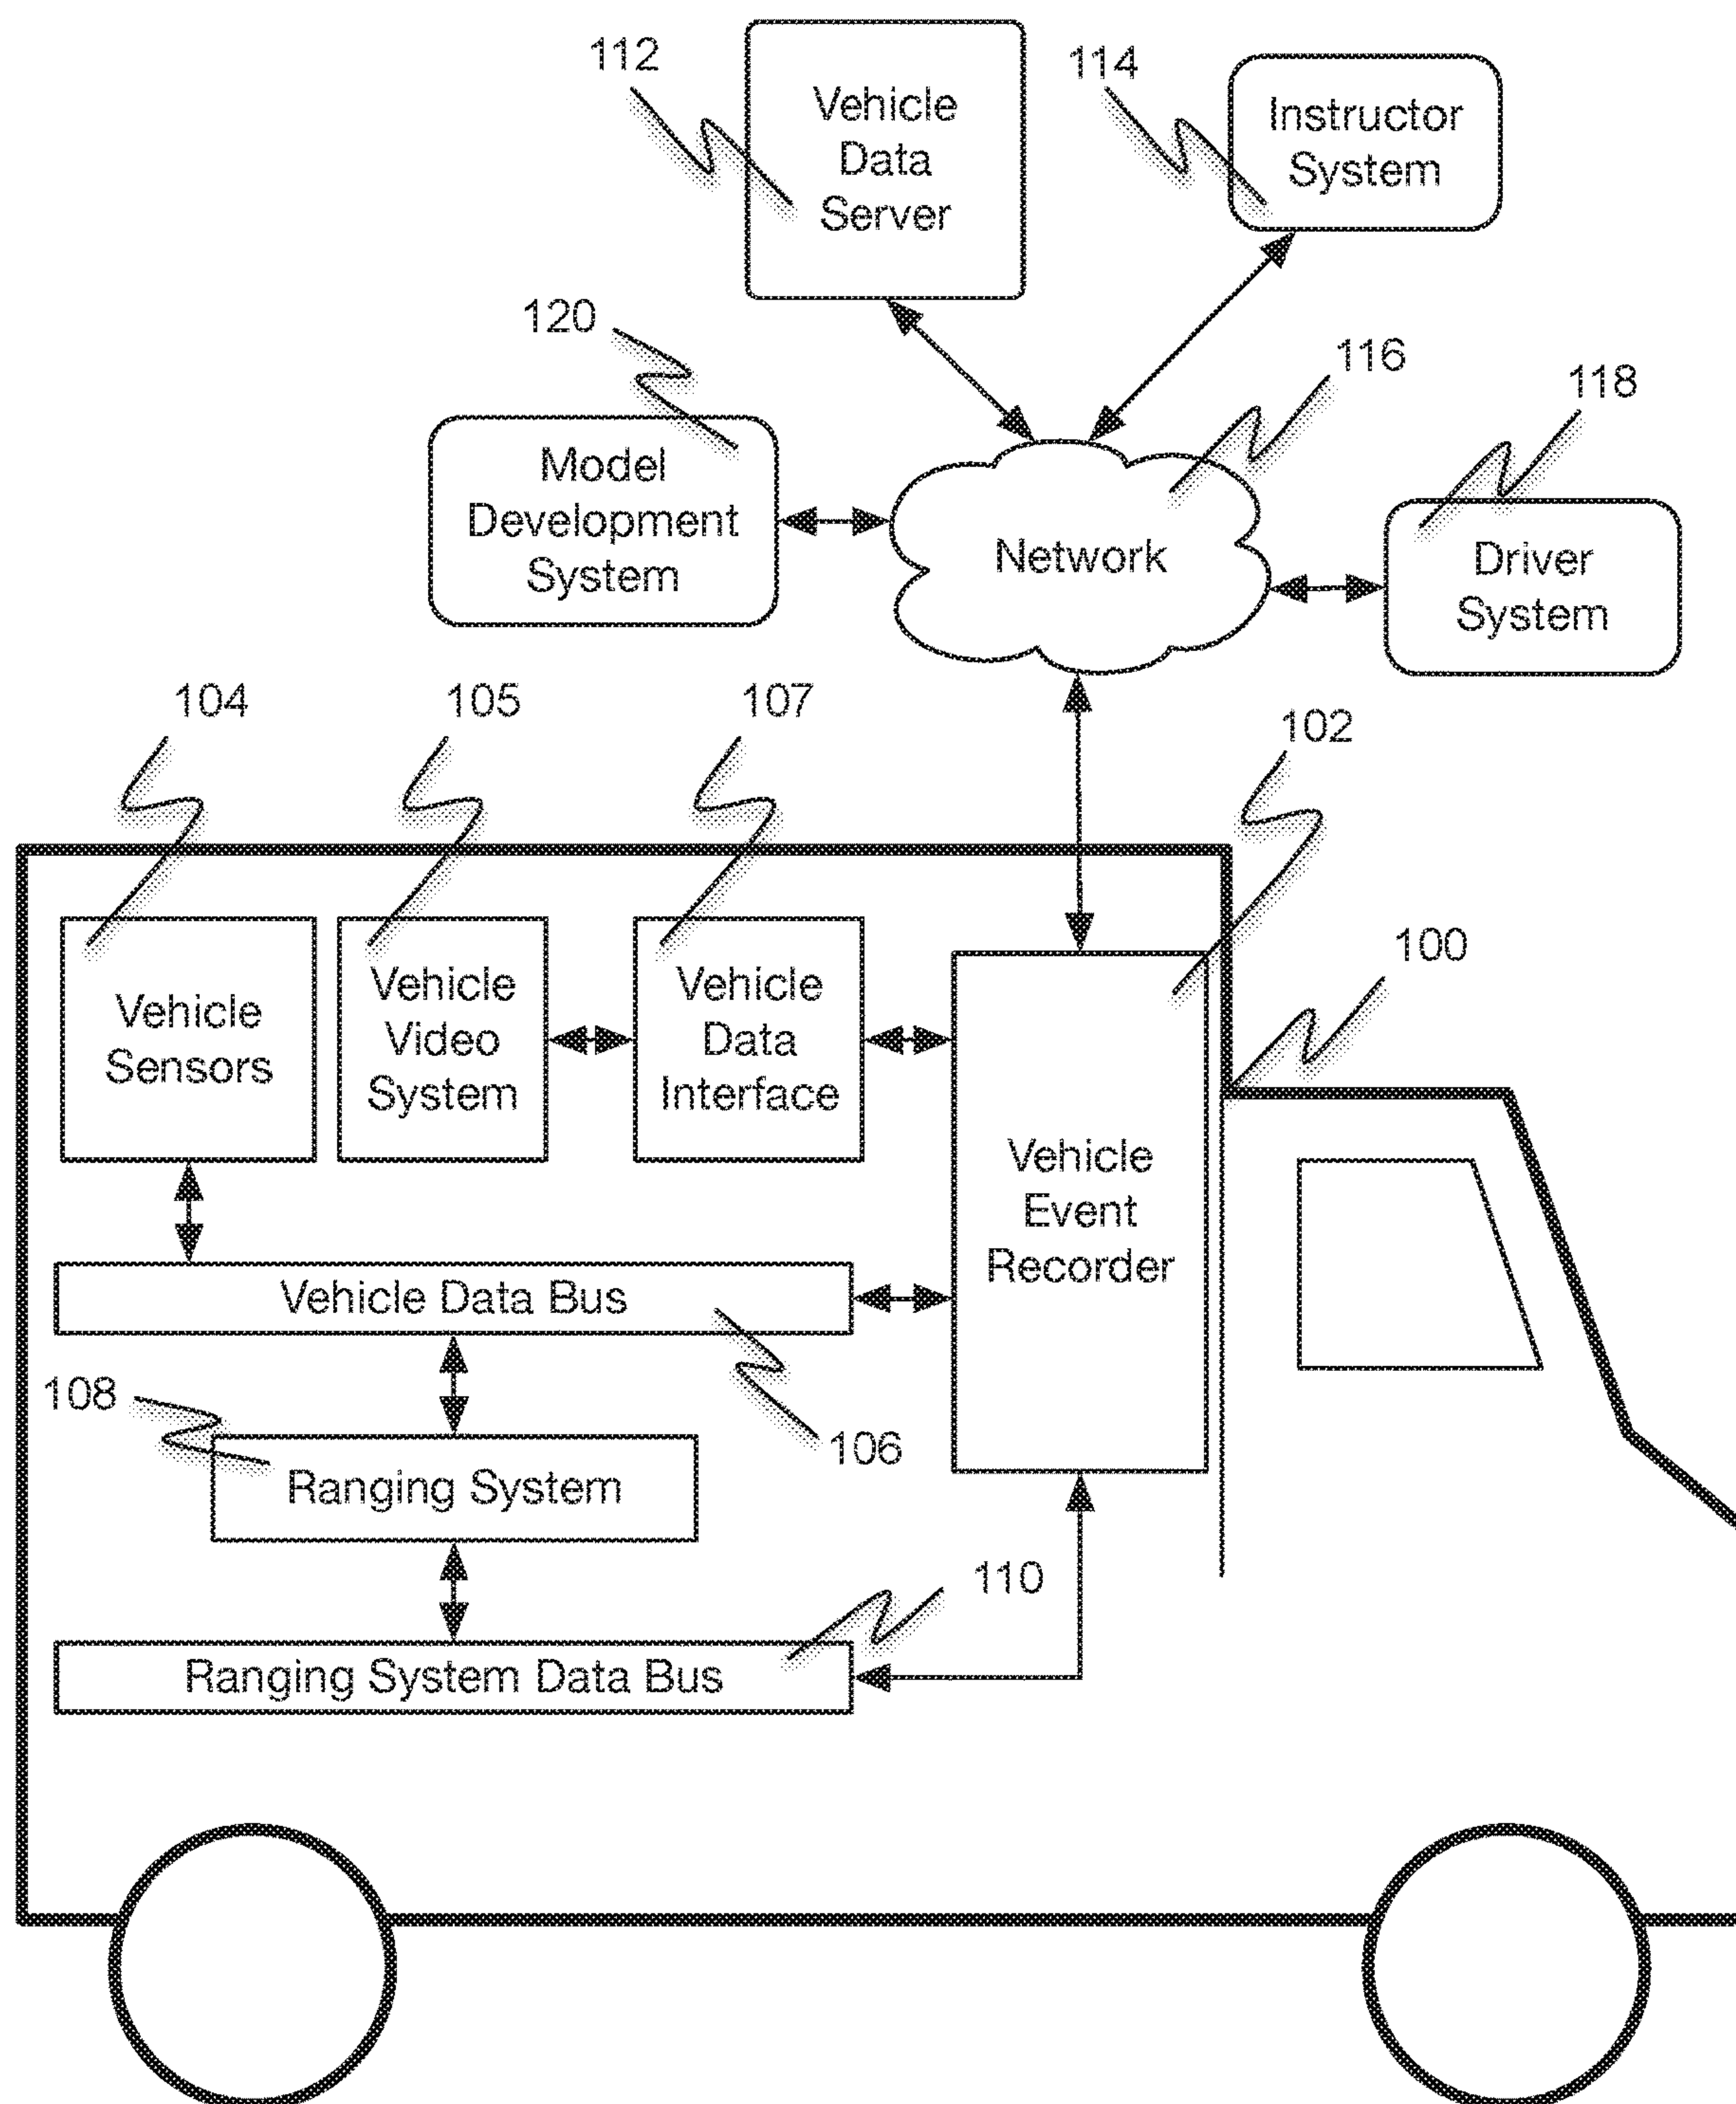 112
Vehicle
Data
Server
114
Instructor
System
120
Model
Development
System
116
Network
118
Driver
System
104
105
107
102
100
Vehicle
Sensors
Vehicle
Video
System
Vehicle
Data
Interface
Vehicle
Event
Recorder
Vehicle Data Bus
106
108
Ranging System
110
Ranging System Data Bus